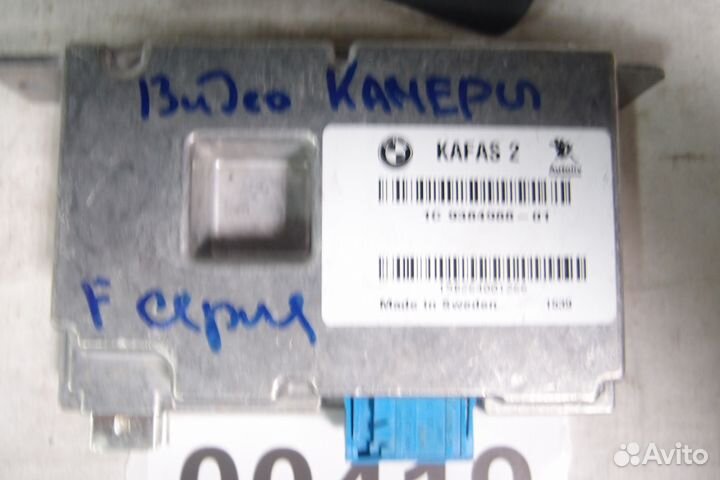 Видео КАМЕРЫ
KAFAS 2
Autoliv
F серия
Made in Sweden 1539
Avito